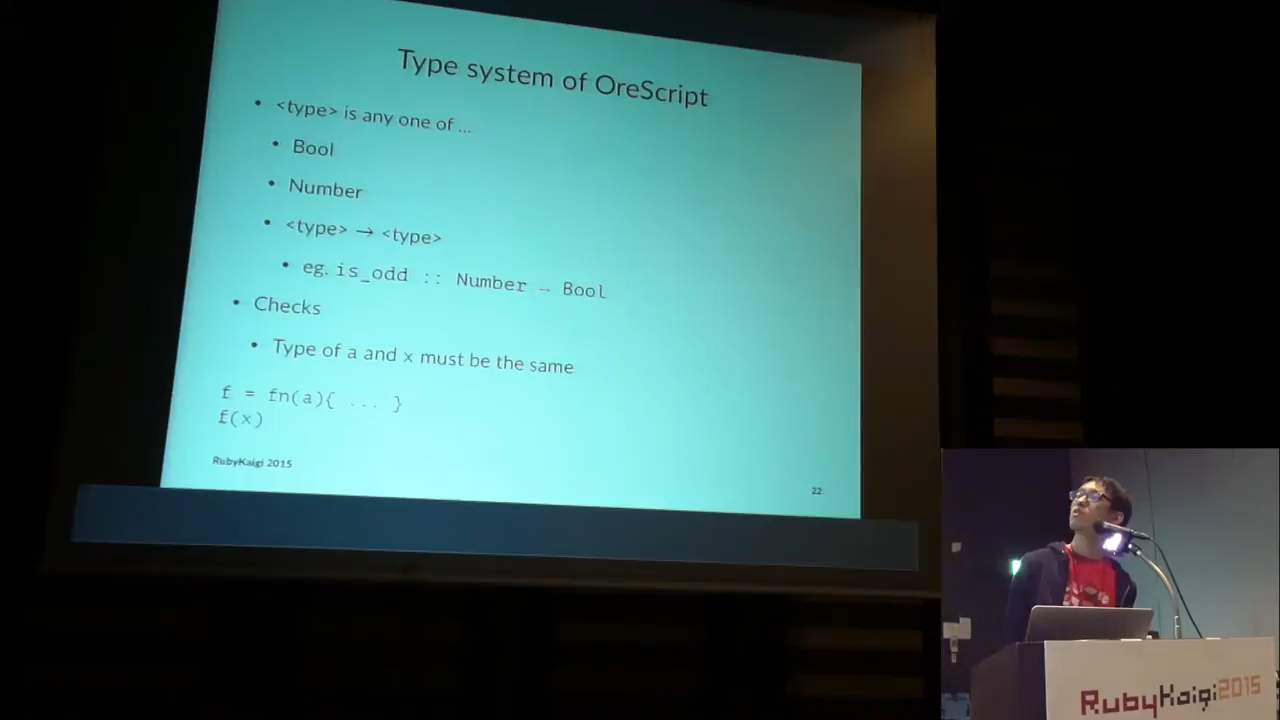 Type system of OreScript
• <type> is any one of ...
• Bool
• Number
• <type> → <type>
• eg. is_odd :: Number → Bool
• Checks
• Type of a and x must be the same
f = fn(a){ ... }
f(x)
RubyKaigi 2015
22
RubyKaigi2015